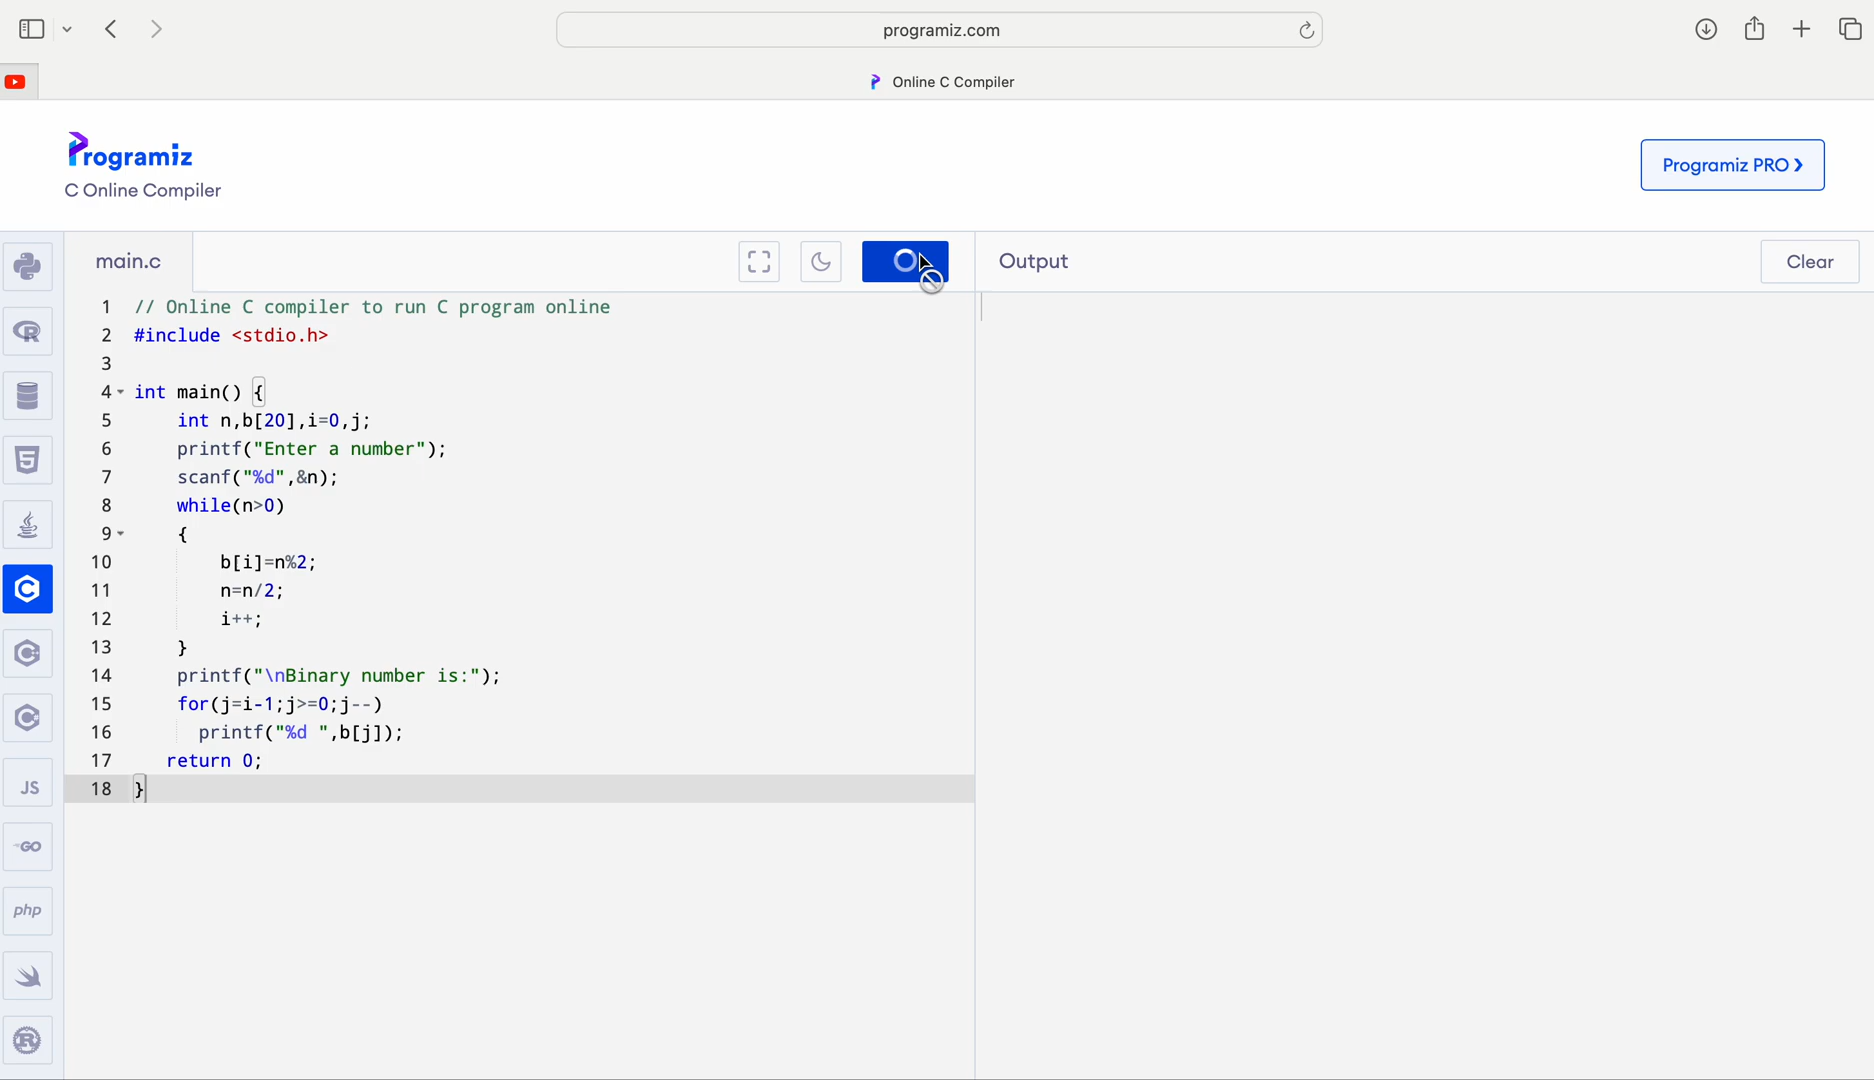 programiz.com
Online C Compiler
Programiz
C Online Compiler
Programiz PRO ❯
main.c
Output
Clear
1 // Online C compiler to run C program online
2 #include <stdio.h>
3
4 int main() {
5 int n,b[20],i=0,j;
6 printf("Enter a number");
7 scanf("%d",&n);
8 while(n>0)
9 {
10 b[i]=n%2;
11 n=n/2;
12 i++;
13 }
14 printf("\nBinary number is:");
15 for(j=i-1;j>=0;j--)
16 printf("%d ",b[j]);
17 return 0;
18 }
JS
GO
php